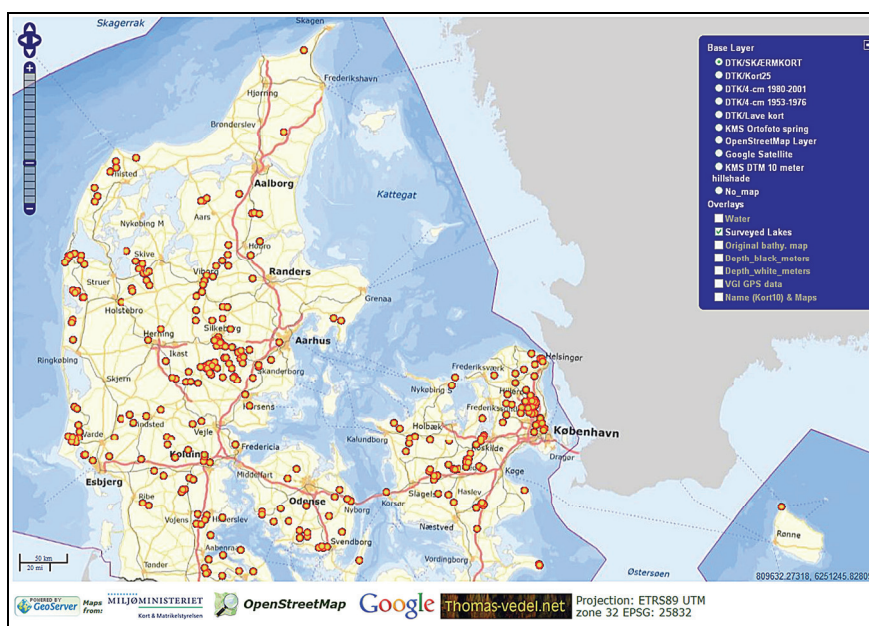 Skagerrak
Skagen
Hjørring
Frederikshavn
Brønderslev
Aalborg
Kattegat
Nykøbing M
Aars
Skive
Hobro
Viborg
Randers
Struer
Grenaa
Holstebro
Herning
Silkeborg
Ikast
Aarhus
Ringkøbing
Skjern
Skanderborg
Horsens
Varde
Vejle
Fredericia
Kolding
Esbjerg
Middelfart
Ribe
Odense
Nyborg
Vojens
Svendborg
Aabenra
Tønder
Frederiksværk
Helsingør
Nykøbing S
Holbæk
Kalundborg
København
Dragør
Køge
Korsør
Haslev
Næstved
Vordingborg
Rønne
Østersøen
50 km
20 mi
Base Layer
DTK/SKÆRMKORT
DTK/Kort25
DTK/4-cm 1980-2001
DTK/4-cm 1953-1976
DTK/Lave kort
KMS Ortofoto spring
OpenStreetMap Layer
Google Satellite
KMS DTM 10 meter
hillshade
No_map
Overlays
Water
Surveyed Lakes
Original bathy. map
Depth_black_meters
Depth_white_meters
VGI GPS data
Name (Kort10) & Maps
809632.27318, 6251245.82809
POWERED BY
GeoServer
Maps
from:
MILJØMINISTERIET
Kort & Matrikelstyrelsen
OpenStreetMap
Google
Thomas-vedel.net
Projection: ETRS89 UTM
zone 32 EPSG: 25832